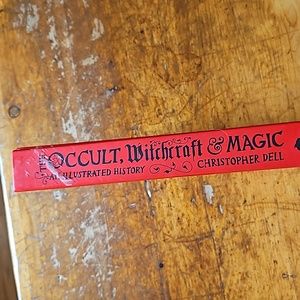 OCCULT, Witchcraft & MAGIC
AN ILLUSTRATED HISTORY
CHRISTOPHER DELL